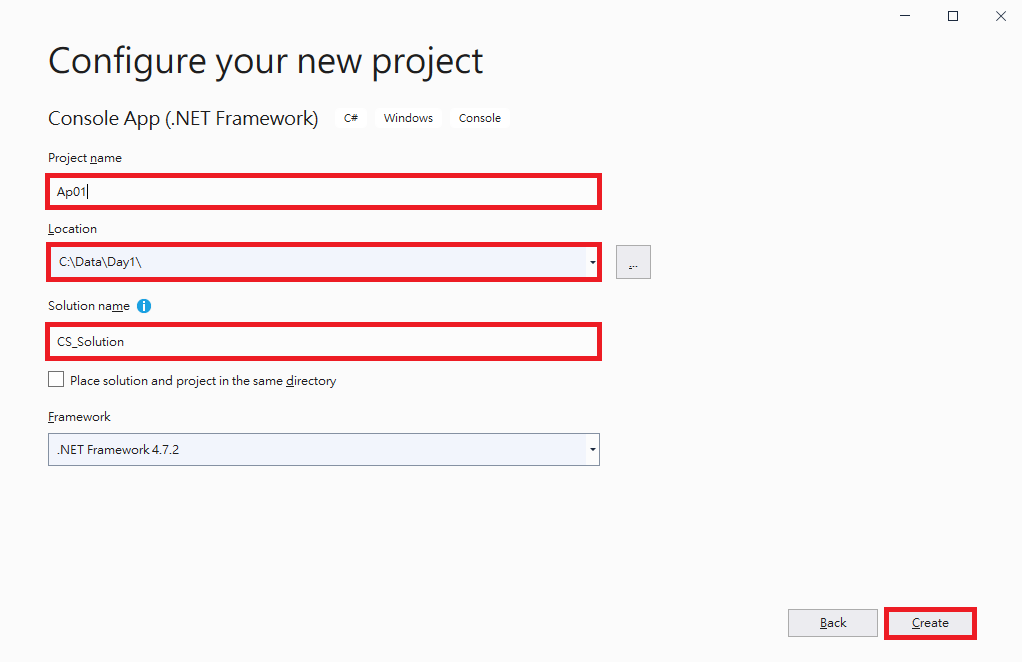 Configure your new project
Console App (.NET Framework) C# Windows Console
Project name
Ap01
Location
C:\Data\Day1\
...
Solution name
CS_Solution
Place solution and project in the same directory
Framework
.NET Framework 4.7.2
Back Create